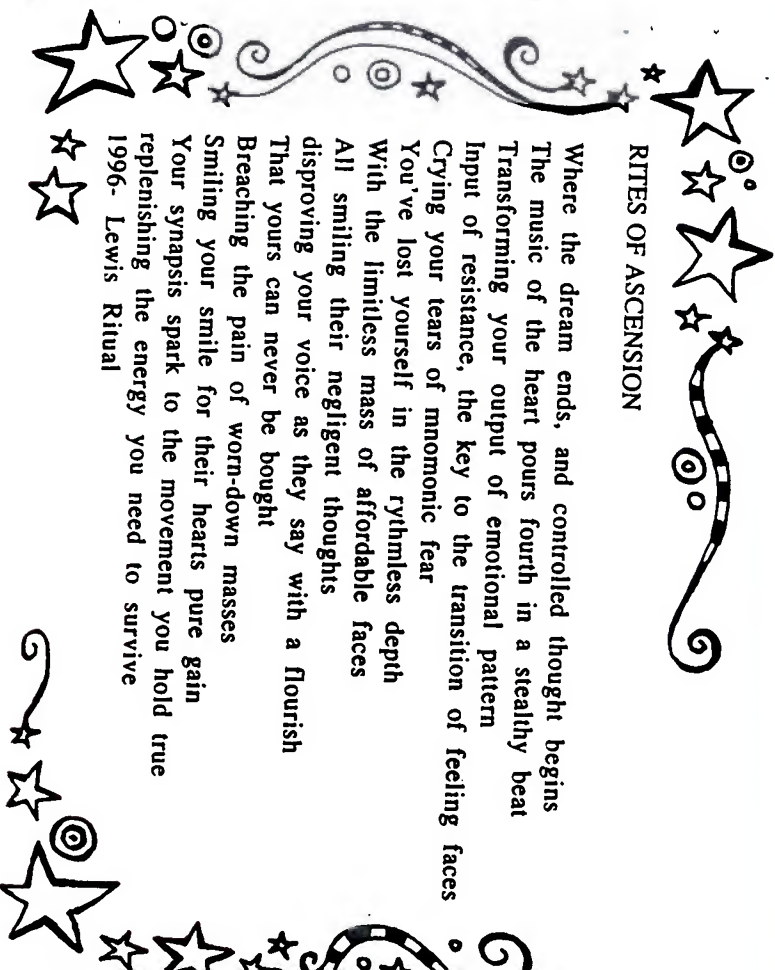 RITES OF ASCENSION
Where the dream ends, and controlled thought begins
The music of the heart pours fourth in a stealthy beat
Transforming your output of emotional pattern
Input of resistance, the key to the transition of feeling faces
Crying your tears of mnomonic fear
You've lost yourself in the rythmless depth
With the limitless mass of affordable faces
All smiling their negligent thoughts
disproving your voice as they say with a flourish
That yours can never be bought
Breaching the pain of worn-down masses
Smiling your smile for their hearts pure gain
Your synapsis spark to the movement you hold true
replenishing the energy you need to survive
1996- Lewis Ritual